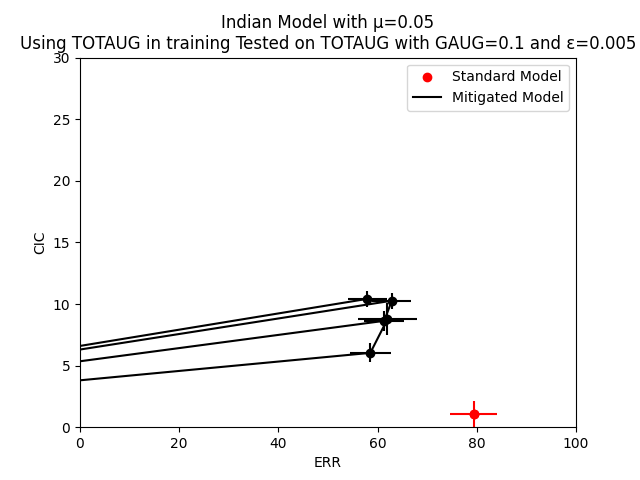 Indian Model with μ=0.05
Using TOTAUG in training Tested on TOTAUG with GAUG=0.1 and ε=0.005
30
25
20
15
10
5
0
CIC
Standard Model
Mitigated Model
0 20 40 60 80 100
ERR